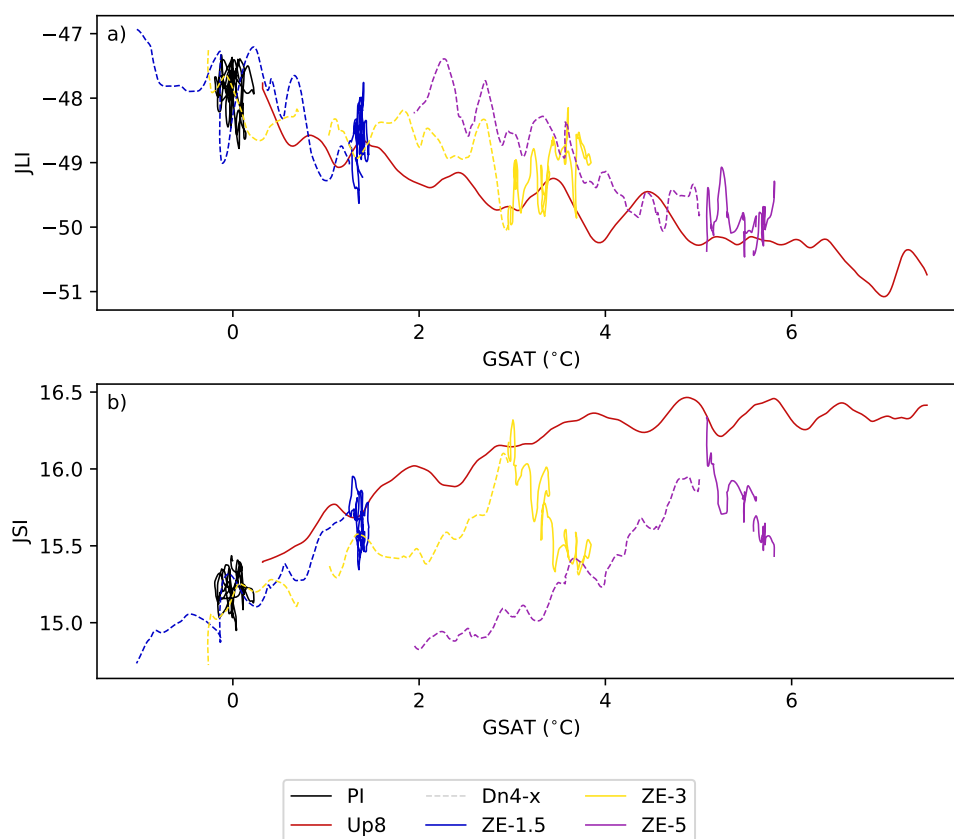 a)
−47
−48
−49
−50
−51
JLI
0 2 4 6
GSAT (°C)
b)
16.5
16.0
15.5
15.0
JSI
0 2 4 6
GSAT (°C)
PI Dn4-x ZE-3
Up8 ZE-1.5 ZE-5